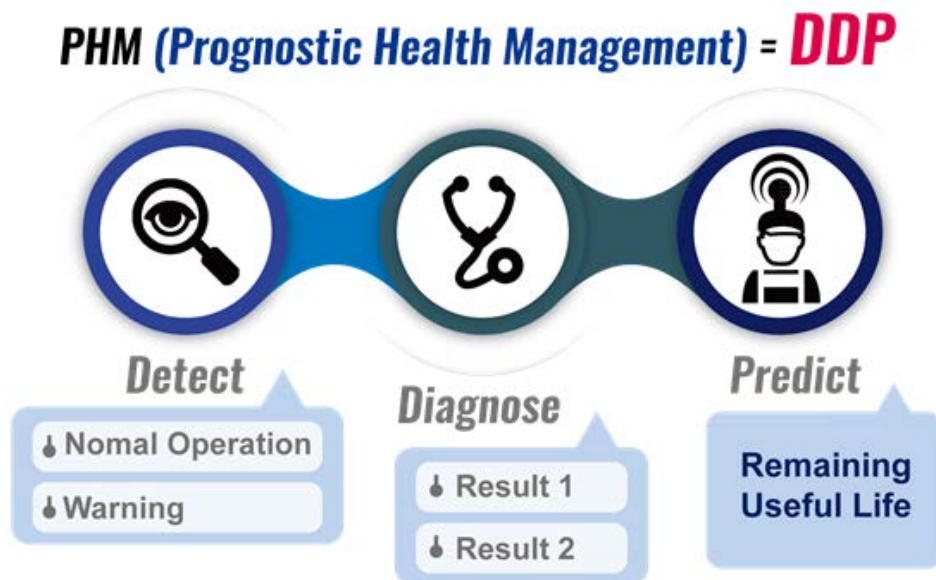 PHM (Prognostic Health Management) = DDP
Detect
Nomal Operation
Warning
Diagnose
Result 1
Result 2
Predict
Remaining
Useful Life